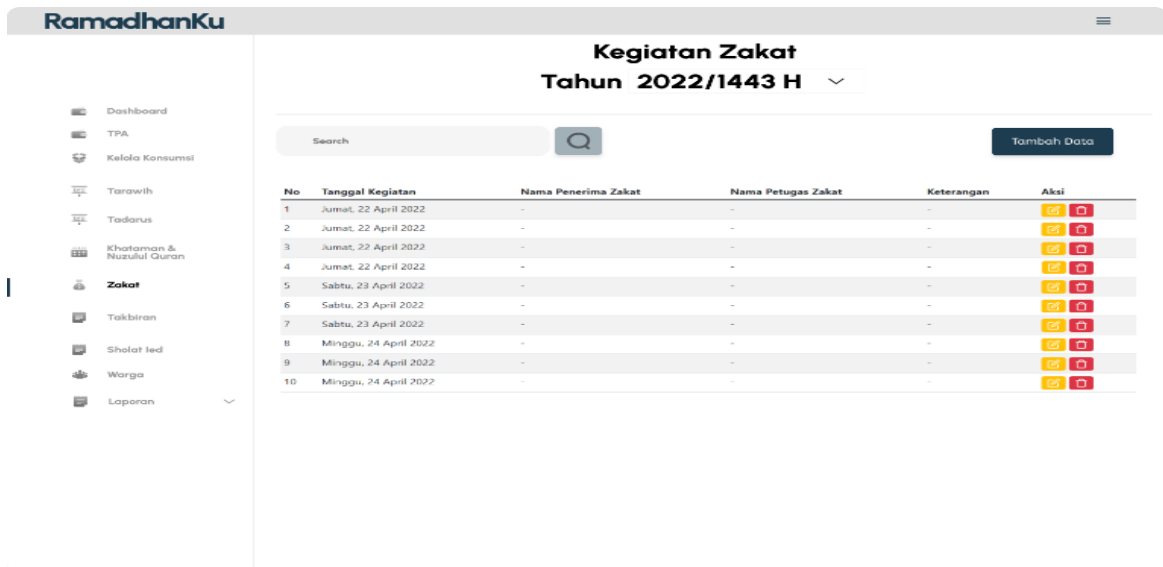 RamadhanKu
Kegiatan Zakat
Tahun 2022/1443 H
Dashboard
TPA
Kelola Konsumsi
Tarawih
Tadarus
Khataman &
Nuzulul Quran
Zakat
Takbiran
Sholat Ied
Warga
Laporan
Search
Tambah Data
No Tanggal Kegiatan Nama Penerima Zakat Nama Petugas Zakat Keterangan Aksi
1 Jumat, 22 April 2022 - - -
2 Jumat, 22 April 2022 - - -
3 Jumat, 22 April 2022 - - -
4 Jumat, 22 April 2022 - - -
5 Sabtu, 23 April 2022 - - -
6 Sabtu, 23 April 2022 - - -
7 Sabtu, 23 April 2022 - - -
8 Minggu, 24 April 2022 - - -
9 Minggu, 24 April 2022 - - -
10 Minggu, 24 April 2022 - - -